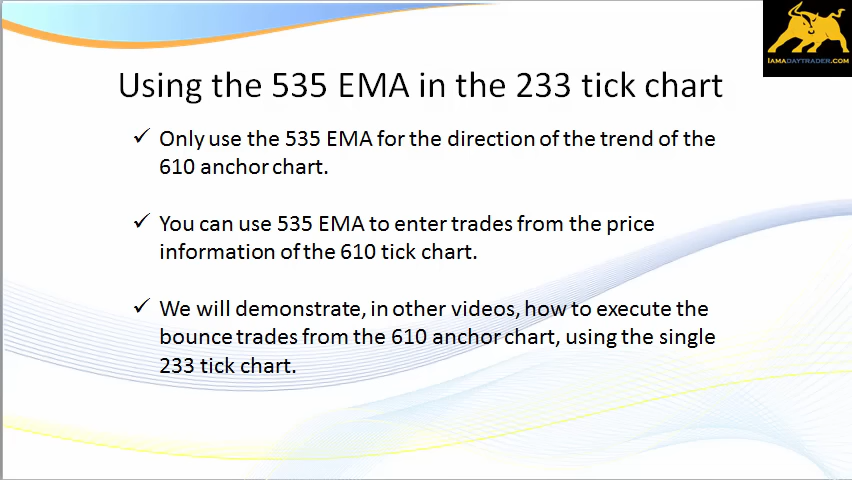 IAMADAYTRADER.COM
Using the 535 EMA in the 233 tick chart
✓ Only use the 535 EMA for the direction of the trend of the
610 anchor chart.
✓ You can use 535 EMA to enter trades from the price
information of the 610 tick chart.
✓ We will demonstrate, in other videos, how to execute the
bounce trades from the 610 anchor chart, using the single
233 tick chart.